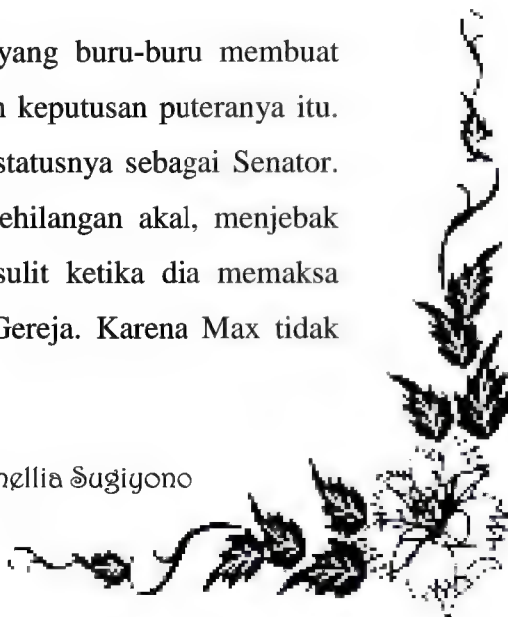 yang buru-buru membuat
keputusan puteranya itu.
statusnya sebagai Senator.
ehilangan akal, menjebak
sulit ketika dia memaksa
Gereja. Karena Max tidak
Sugiyono